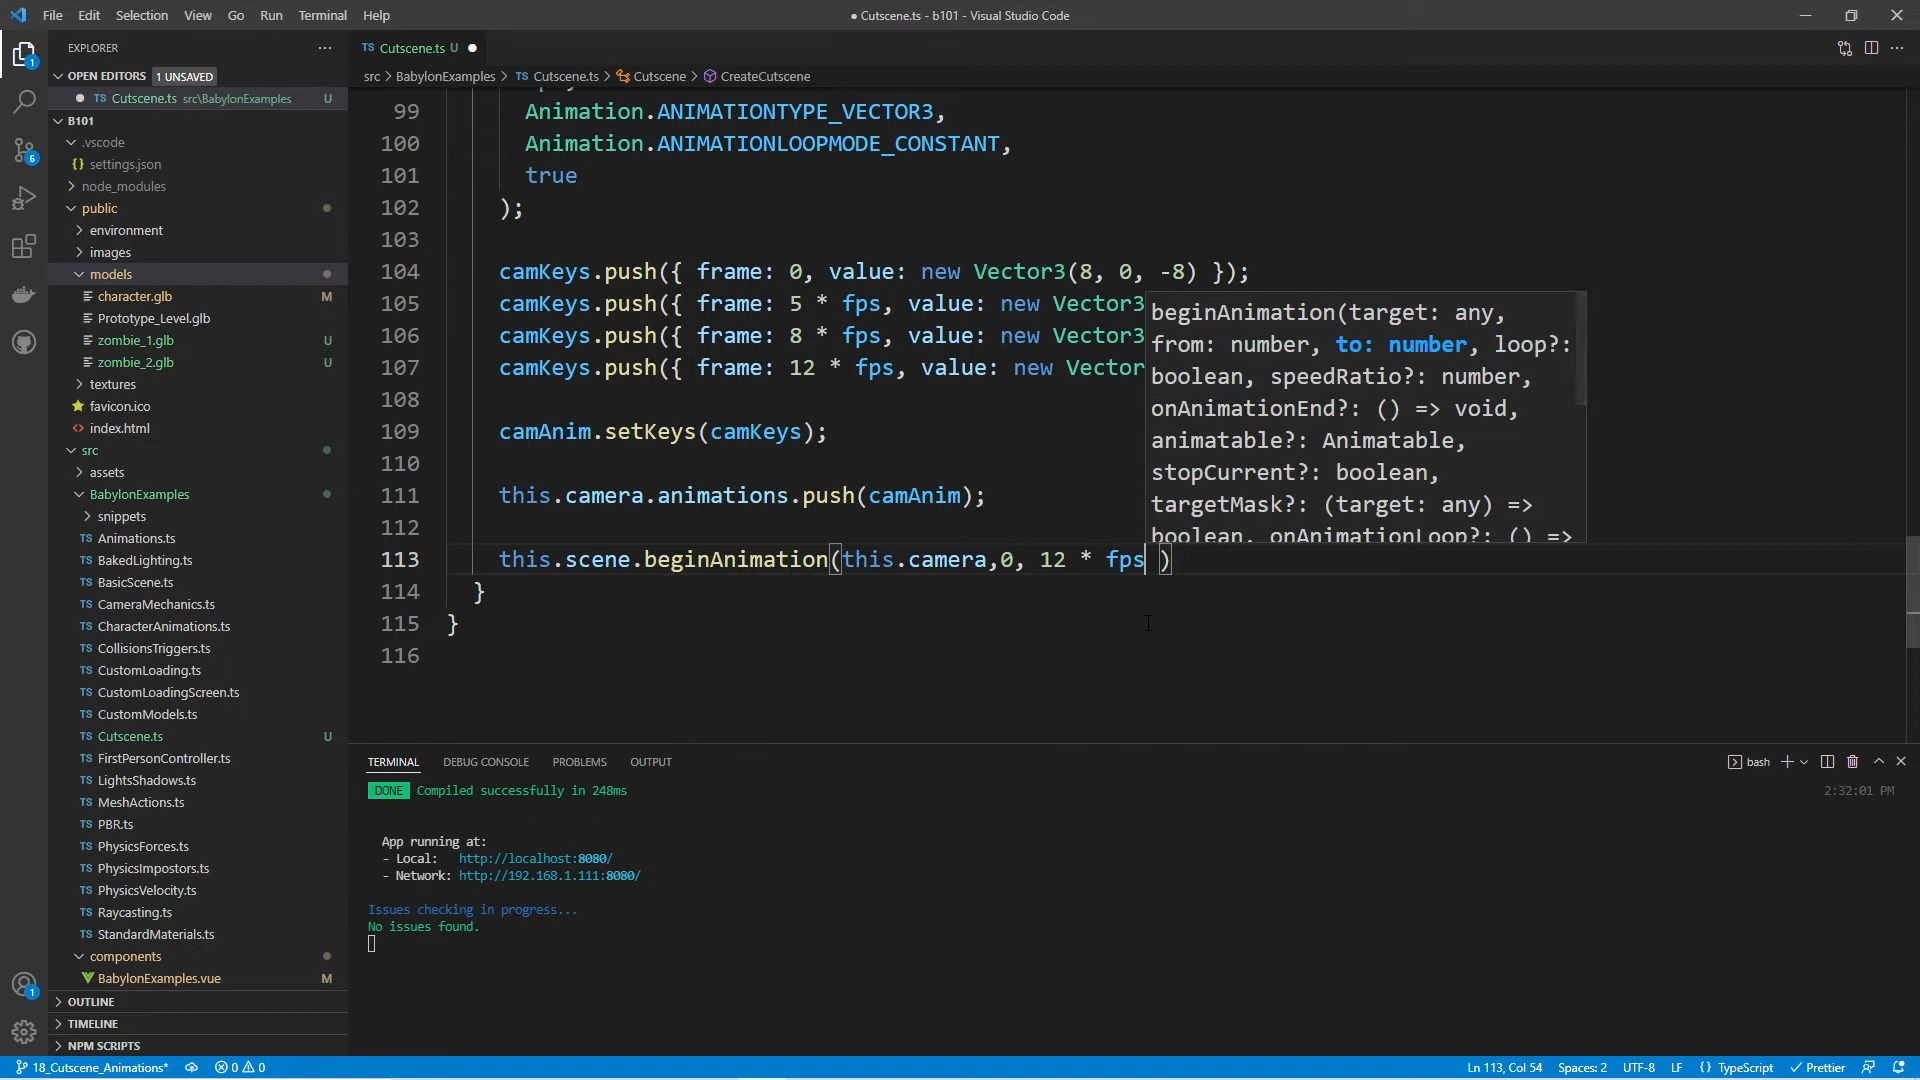 File Edit Selection View Go Run Terminal Help
● Cutscene.ts - b101 - Visual Studio Code
EXPLORER
OPEN EDITORS 1 UNSAVED
TS Cutscene.ts src\BabylonExamples U
B101
.vscode
{} settings.json
node_modules
public
environment
images
models
character.glb M
Prototype_Level.glb
zombie_1.glb U
zombie_2.glb U
textures
favicon.ico
<> index.html
src
assets
BabylonExamples
snippets
TS Animations.ts
TS BakedLighting.ts
TS BasicScene.ts
TS CameraMechanics.ts
TS CharacterAnimations.ts
TS CollisionsTriggers.ts
TS CustomLoading.ts
TS CustomLoadingScreen.ts
TS CustomModels.ts
TS Cutscene.ts U
TS FirstPersonController.ts
TS LightsShadows.ts
TS MeshActions.ts
TS PBR.ts
TS PhysicsForces.ts
TS PhysicsImpostors.ts
TS PhysicsVelocity.ts
TS Raycasting.ts
TS StandardMaterials.ts
components
BabylonExamples.vue M
OUTLINE
TIMELINE
NPM SCRIPTS
1
6
1
TS Cutscene.ts U ●
src > BabylonExamples > TS Cutscene.ts > Cutscene > CreateCutscene
99 Animation.ANIMATIONTYPE_VECTOR3,
100 Animation.ANIMATIONLOOPMODE_CONSTANT,
101 true
102 );
103
104 camKeys.push({ frame: 0, value: new Vector3(8, 0, -8) });
105 camKeys.push({ frame: 5 * fps, value: new Vector3
106 camKeys.push({ frame: 8 * fps, value: new Vector3
107 camKeys.push({ frame: 12 * fps, value: new Vector
108
109 camAnim.setKeys(camKeys);
110
111 this.camera.animations.push(camAnim);
112
113 this.scene.beginAnimation(this.camera,0, 12 * fps )
114 }
115 }
116
beginAnimation(target: any,
from: number, to: number, loop?:
boolean, speedRatio?: number,
onAnimationEnd?: () => void,
animatable?: Animatable,
stopCurrent?: boolean,
targetMask?: (target: any) =>
boolean, onAnimationLoop?: () =>
TERMINAL DEBUG CONSOLE PROBLEMS OUTPUT
bash
DONE Compiled successfully in 248ms 2:32:01 PM
App running at:
- Local: http://localhost:8080/
- Network: http://192.168.1.111:8080/
Issues checking in progress...
No issues found.
18_Cutscene_Animations* 0 0
Ln 113, Col 54 Spaces: 2 UTF-8 LF {} TypeScript Prettier